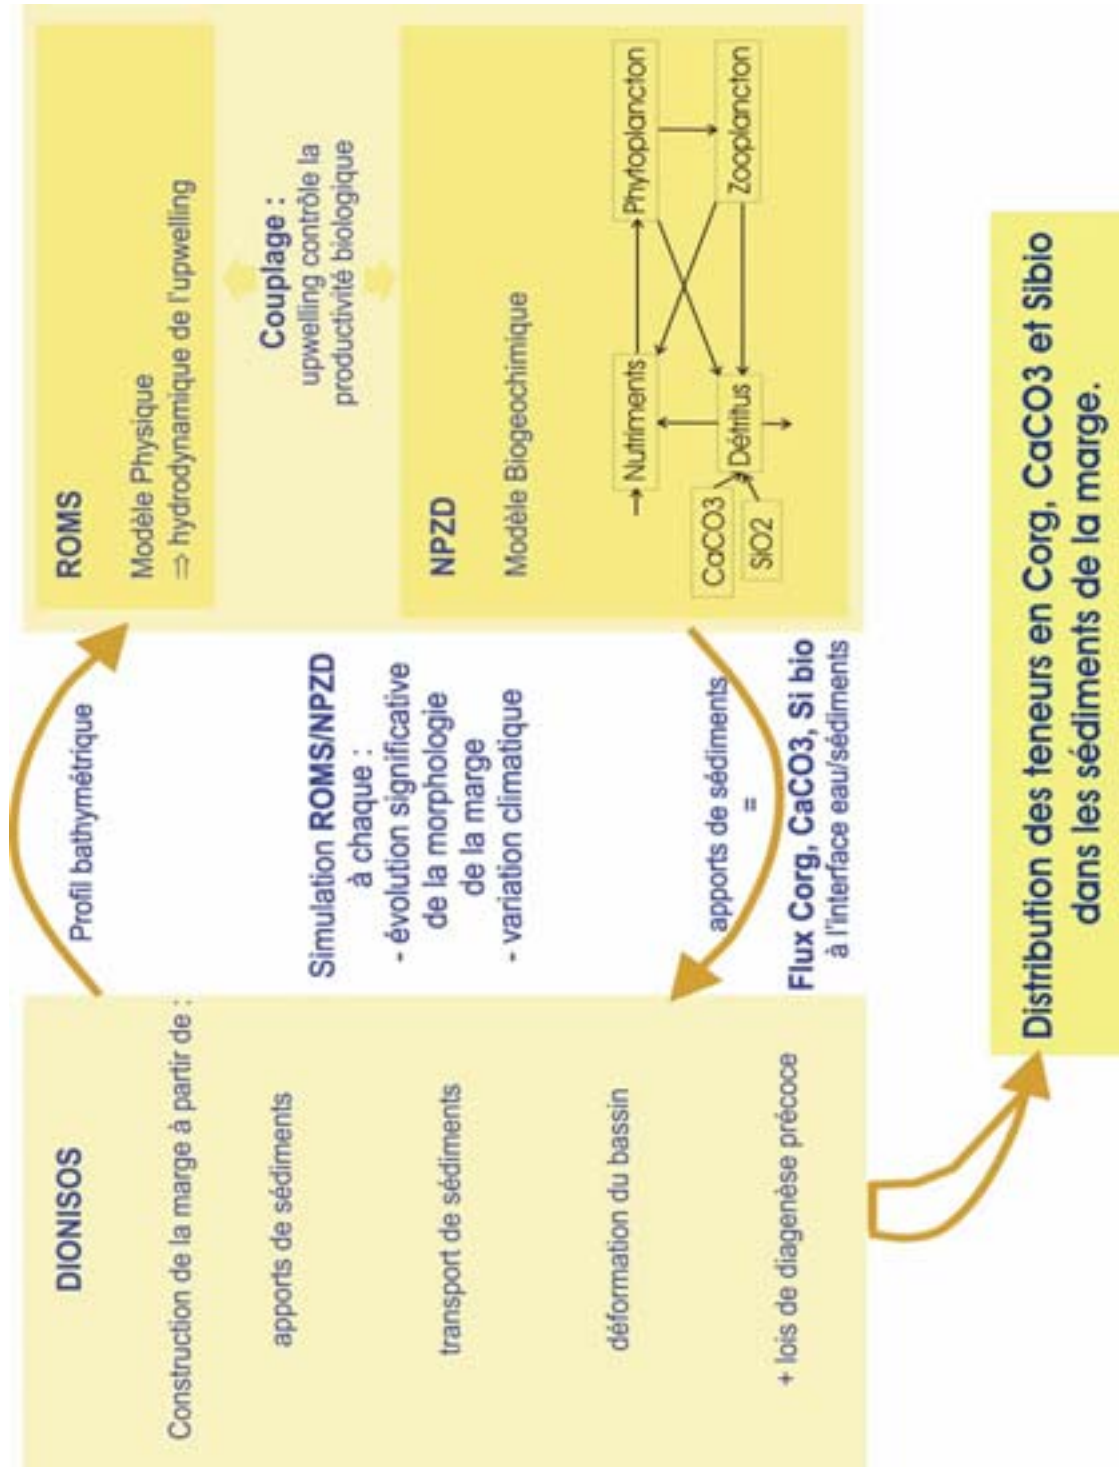 DIONISOS
Construction de la marge à partir de :
apports de sédiments
transport de sédiments
déformation du bassin
+ lois de diagenèse précoce
Profil bathymétrique
Simulation ROMS/NPZD
à chaque :
- évolution significative
de la morphologie
de la marge
- variation climatique
apports de sédiments
=
Flux Corg, CaCO3, Si bio
à l'interface eau/sédiments
ROMS
Modèle Physique
=> hydrodynamique de l'upwelling
Couplage :
upwelling contrôle la
productivité biologique
NPZD
Modèle Biogeochimique
Nutriments
Phytoplancton
CaCO3
Détritus
Zooplancton
SiO2
Distribution des teneurs en Corg, CaCO3 et Sibio
dans les sédiments de la marge.